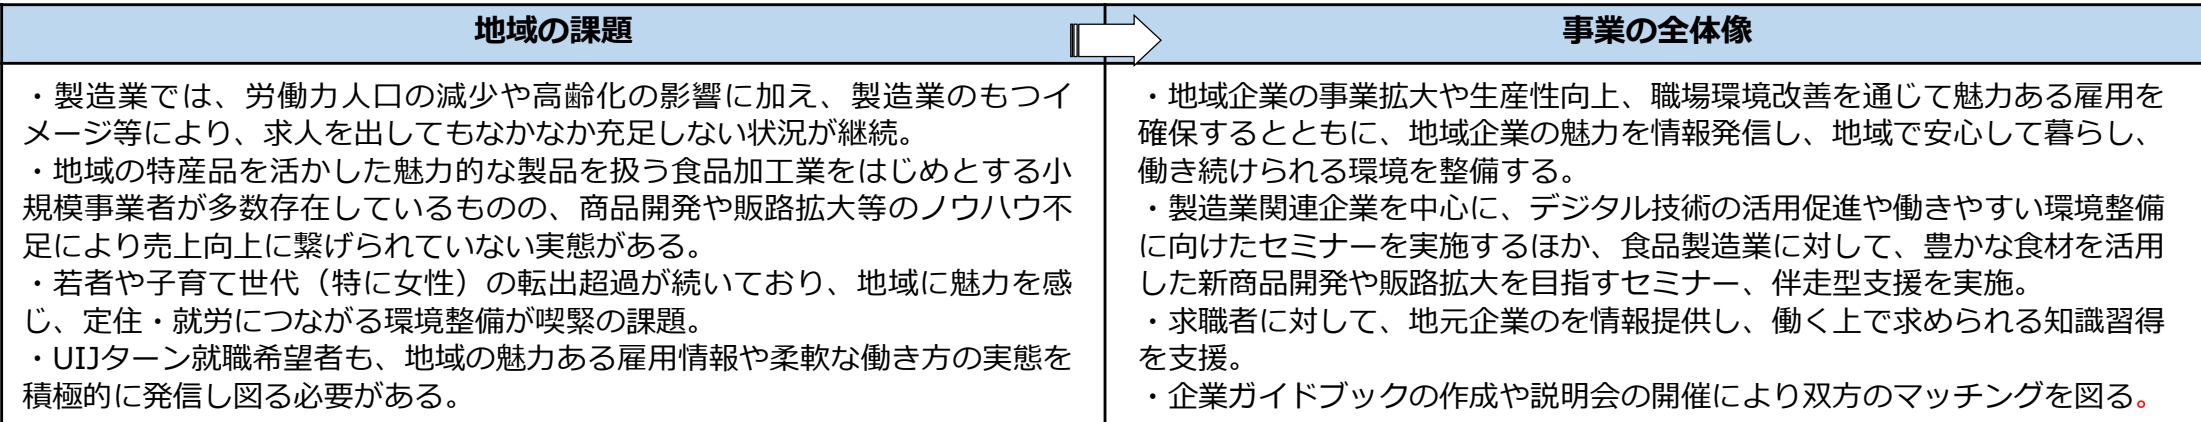 地域の課題
・製造業では、労働力人口の減少や高齢化の影響に加え、製造業のもつイ
メージ等により、求人を出してもなかなか充足しない状況が継続。
・地域の特産品を活かした魅力的な製品を扱う食品加工業をはじめとする小
規模事業者が多数存在しているものの、商品開発や販路拡大等のノウハウ不
足により売上向上に繋げられていない実態がある。
・若者や子育て世代（特に女性）の転出超過が続いており、地域に魅力を感
じ、定住・就労につながる環境整備が喫緊の課題。
・UIJターン就職希望者も、地域の魅力ある雇用情報や柔軟な働き方の実態を
積極的に発信し図る必要がある。
事業の全体像
・地域企業の事業拡大や生産性向上、職場環境改善を通じて魅力ある雇用を
確保するとともに、地域企業の魅力を情報発信し、地域で安心して暮らし、
働き続けられる環境を整備する。
・製造業関連企業を中心に、デジタル技術の活用促進や働きやすい環境整備
に向けたセミナーを実施するほか、食品製造業に対して、豊かな食材を活用
した新商品開発や販路拡大を目指すセミナー、伴走型支援を実施。
・求職者に対して、地元企業のを情報提供し、働く上で求められる知識習得
を支援。
・企業ガイドブックの作成や説明会の開催により双方のマッチングを図る。